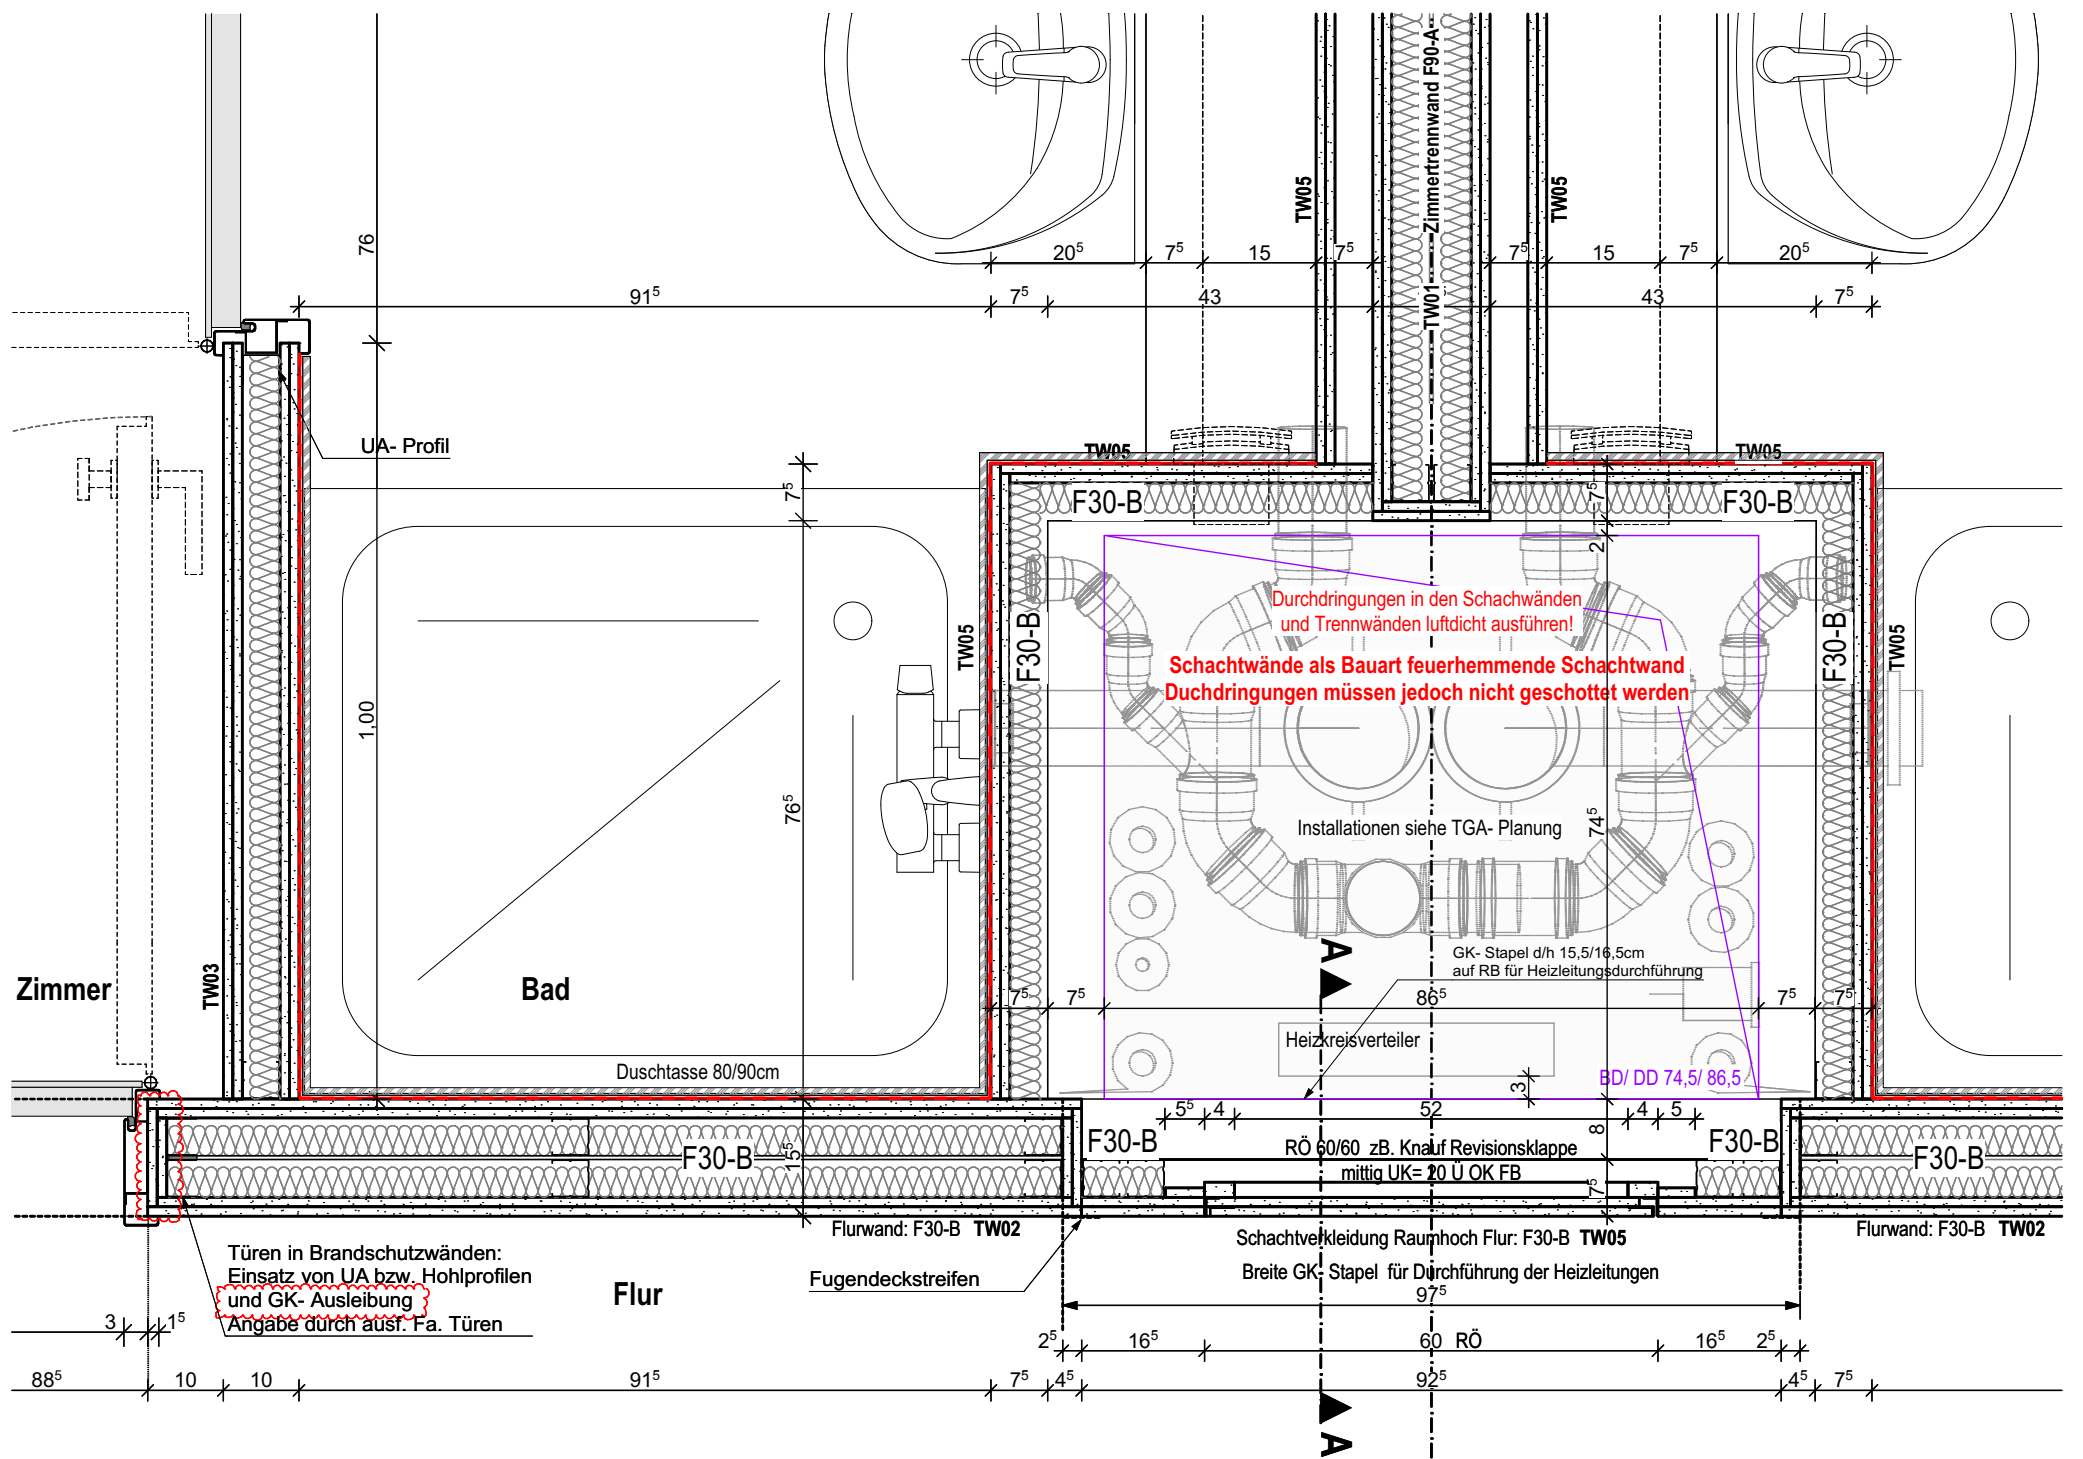 76
TW05
TW01 Zimmertrennwand F90-A
TW05
20⁵ 7⁵ 15 7⁵ 7⁵ 15 7⁵ 20⁵
91⁵ 7⁵ 43 43 7⁵
UA- Profil
TW05
TW05
7⁵
F30-B
7⁵
F30-B
2
Durchdringungen in den Schachwänden
und Trennwänden luftdicht ausführen!
Schachtwände als Bauart feuerhemmende Schachtwand
Duchdringungen müssen jedoch nicht geschottet werden
TW05
F30-B
F30-B
TW05
1,00
76⁵
Installationen siehe TGA- Planung
74⁵
A
GK- Stapel d/h 15,5/16,5cm
auf RB für Heizleitungsdurchführung
Zimmer
TW03
Bad
7⁵ 7⁵ 86⁵ 7⁵ 7⁵
Heizkreisverteiler
Duschtasse 80/90cm
3
BD/ DD 74,5/ 86,5
5⁵ 4 52 4 5
8
F30-B
15⁵
F30-B
RÖ 60/60 zB. Knauf Revisionsklappe
mittig UK= 20 Ü OK FB
7⁵
F30-B
F30-B
Flurwand: F30-B TW02
Schachtverkleidung Raumhoch Flur: F30-B TW05
Flurwand: F30-B TW02
Türen in Brandschutzwänden:
Einsatz von UA bzw. Hohlprofilen
und GK- Ausleibung
Angabe durch ausf. Fa. Türen
Flur
Fugendeckstreifen
Breite GK- Stapel für Durchführung der Heizleitungen
97⁵
3 1⁵
2⁵ 16⁵ 60 RÖ 16⁵ 2⁵
88⁵ 10 10 91⁵ 7⁵ 4⁵ 92⁵ 4⁵ 7⁵
A